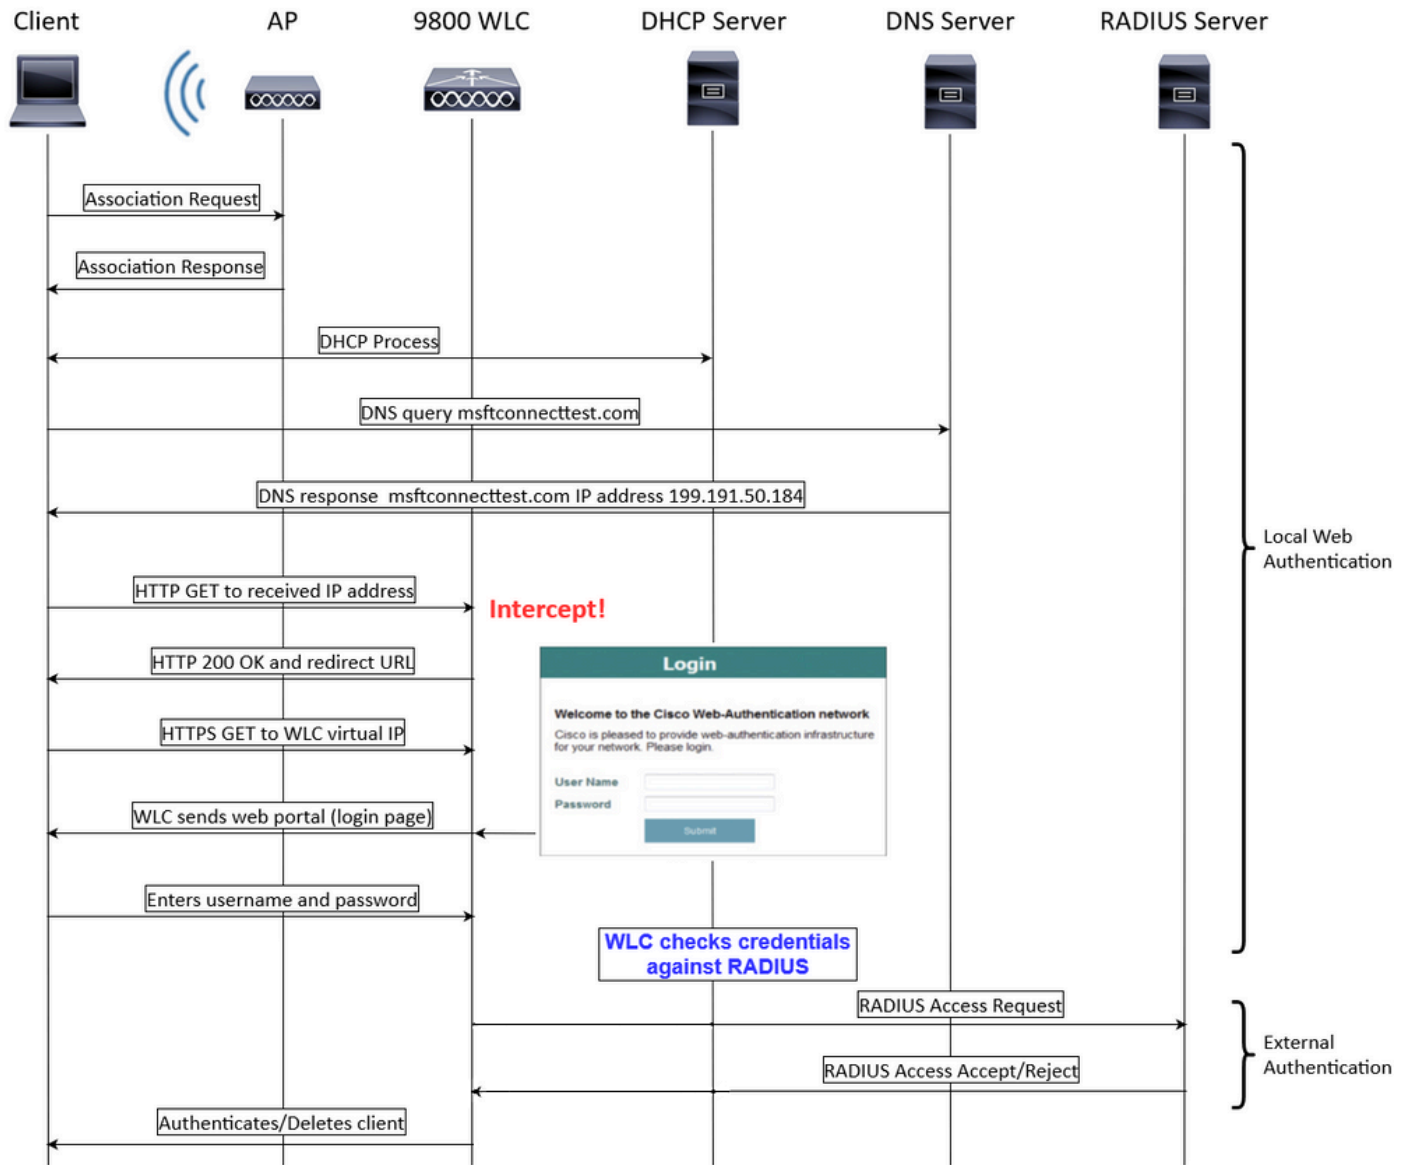 Client
AP
9800 WLC
DHCP Server
DNS Server
RADIUS Server
Association Request
Association Response
DHCP Process
DNS query msftconnecttest.com
DNS response msftconnecttest.com IP address 199.191.50.184
Local Web
Authentication
HTTP GET to received IP address
Intercept!
HTTP 200 OK and redirect URL
Login
Welcome to the Cisco Web-Authentication network
Cisco is pleased to provide web-authentication infrastructure
for your network. Please login.
User Name
Password
Submit
HTTPS GET to WLC virtual IP
WLC sends web portal (login page)
Enters username and password
WLC checks credentials
against RADIUS
RADIUS Access Request
External
Authentication
RADIUS Access Accept/Reject
Authenticates/Deletes client